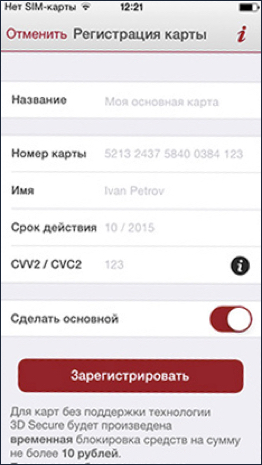 Нет SIM-карты 12:21
Отменить Регистрация карты i
Название Моя основная карта
Номер карты 5213 2437 5840 0384 123
Имя Ivan Petrov
Срок действия 10 / 2015
CVV2 / CVC2 123 i
Сделать основной
Зарегистрировать
Для карт без поддержки технологии
3D Secure будет произведена
временная блокировка средств на сумму
не более 10 рублей.